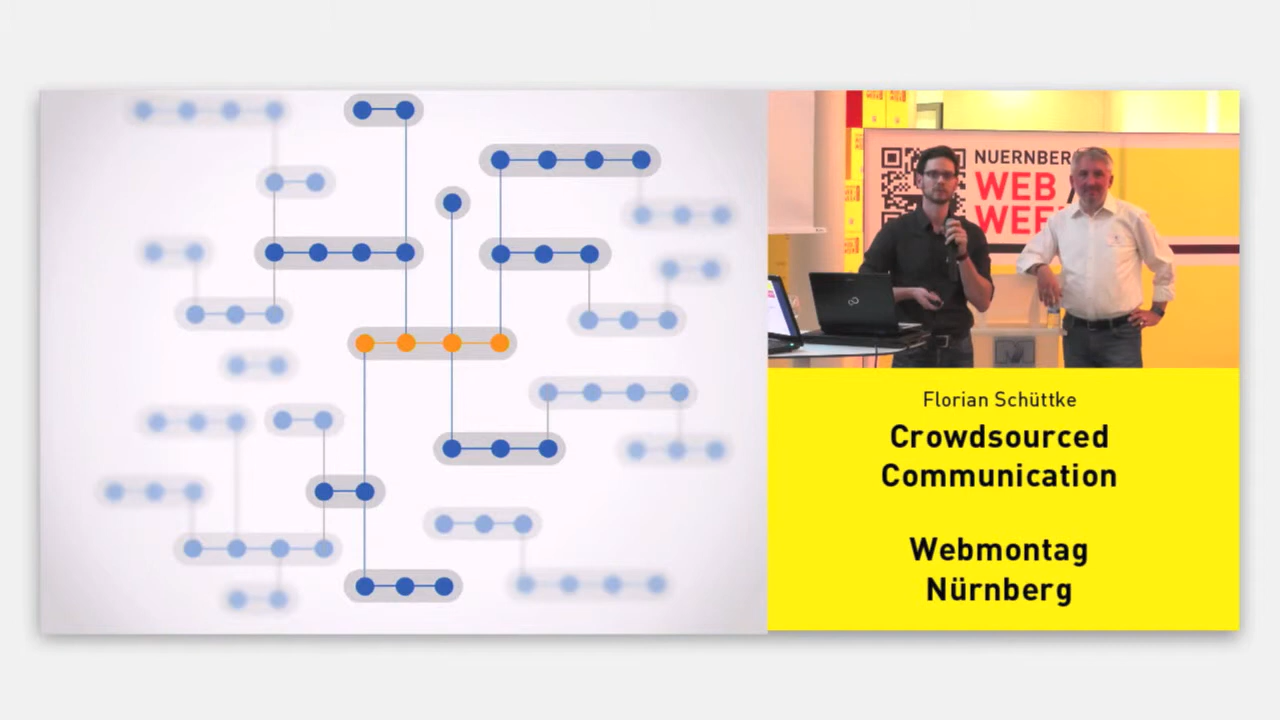 NUERNBERG
WEB
WEEK
Florian Schüttke
Crowdsourced
Communication
Webmontag
Nürnberg